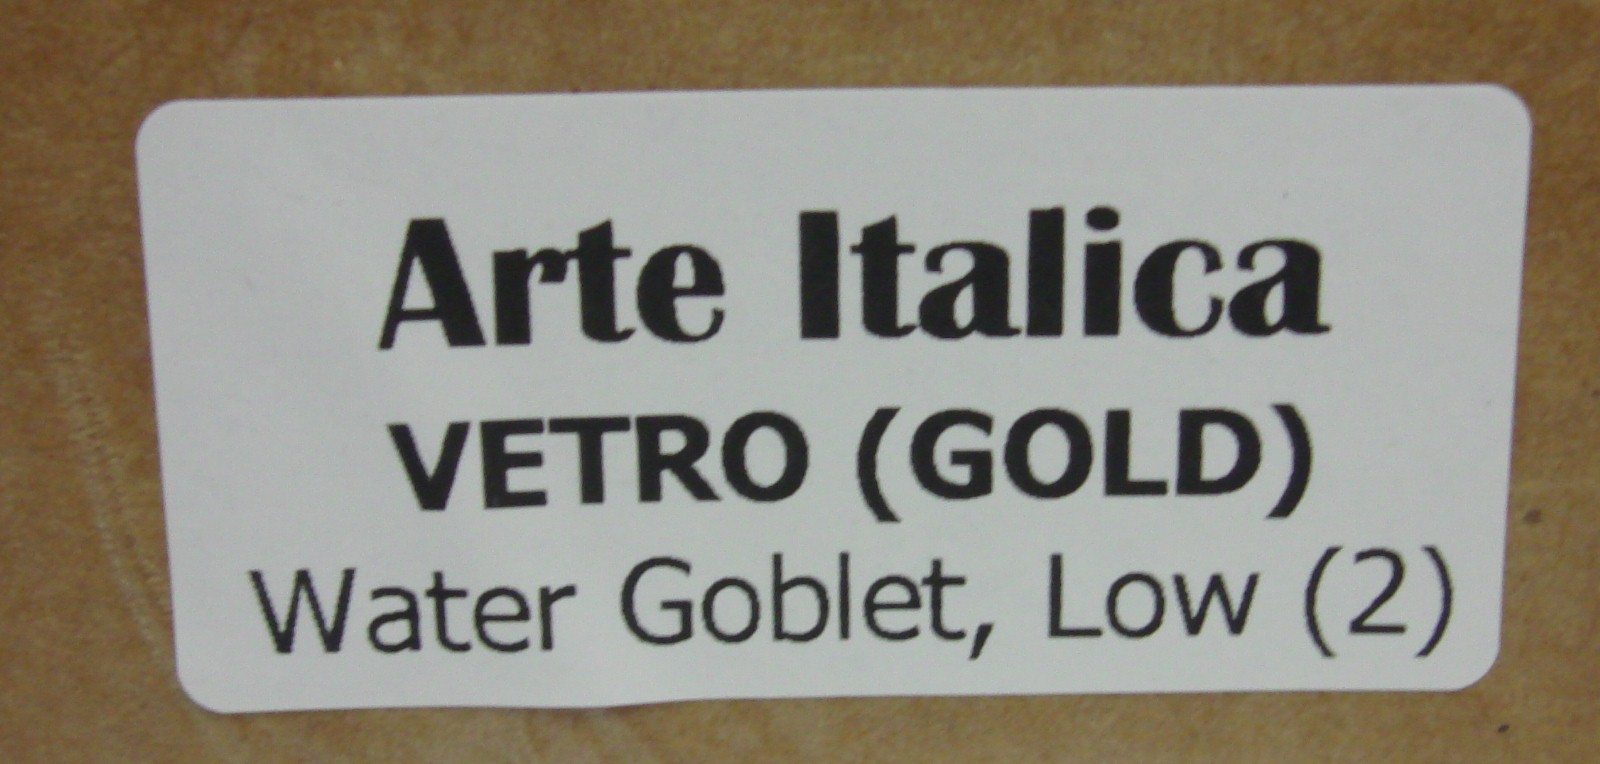 Arte Italica
VETRO (GOLD)
Water Goblet, Low (2)